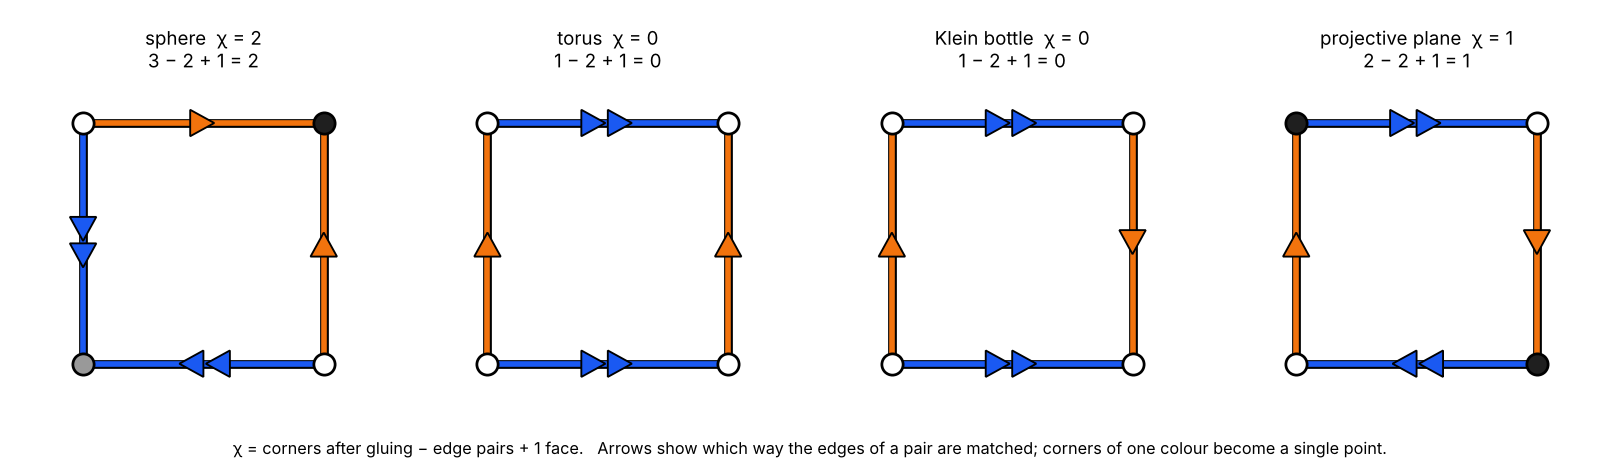 sphere  χ = 2
3 − 2 + 1 = 2
torus  χ = 0
1 − 2 + 1 = 0
Klein bottle  χ = 0
1 − 2 + 1 = 0
projective plane  χ = 1
2 − 2 + 1 = 1
χ = corners after gluing − edge pairs + 1 face.   Arrows show which way the edges of a pair are matched; corners of one colour become a single point.